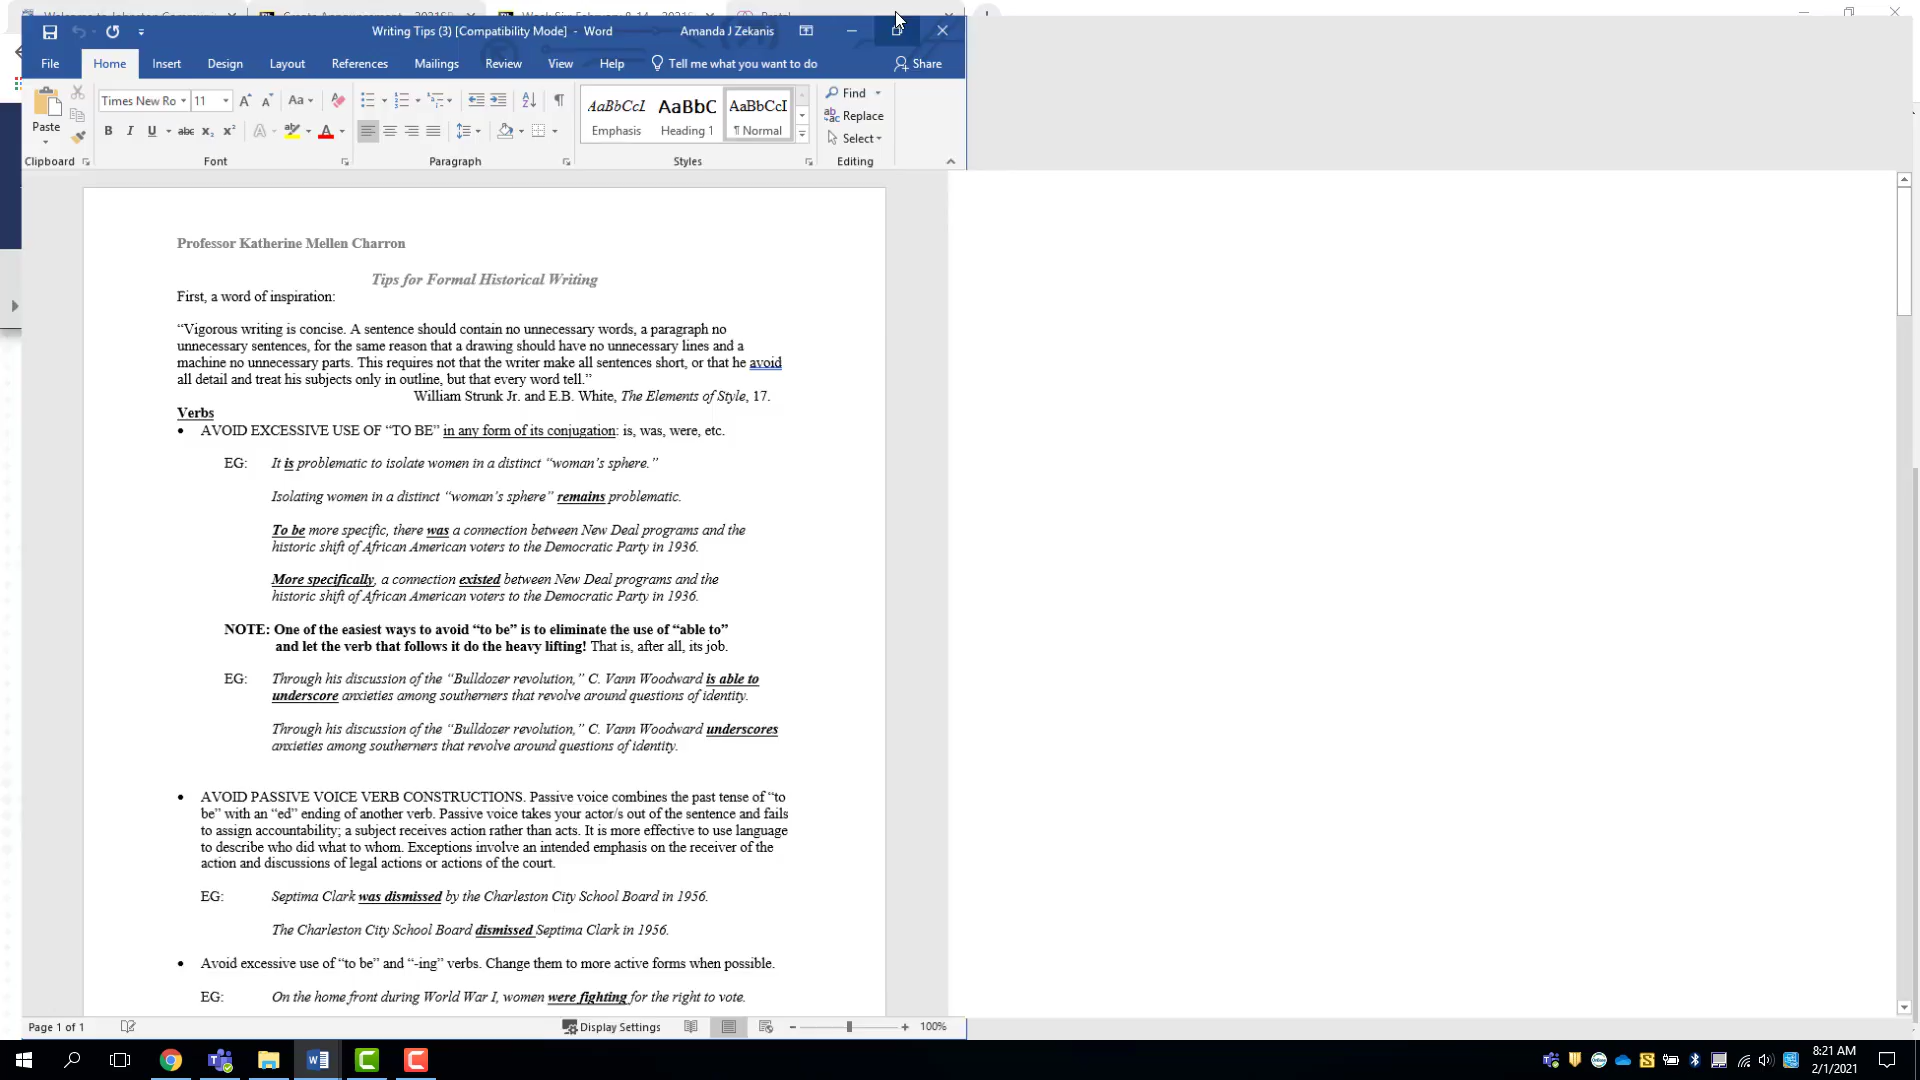 Writing Tips (3) [Compatibility Mode] - Word
Amanda J Zekanis
File Home Insert Design Layout References Mailings Review View Help Tell me what you want to do Share
Paste
Times New Ro 11
Aa
AaBbCcI AaBbC AaBbCcI
Emphasis Heading 1 ¶ Normal
Find
Replace
Select
Clipboard Font Paragraph Styles Editing
Professor Katherine Mellen Charron
Tips for Formal Historical Writing
First, a word of inspiration:
“Vigorous writing is concise. A sentence should contain no unnecessary words, a paragraph no
unnecessary sentences, for the same reason that a drawing should have no unnecessary lines and a
machine no unnecessary parts. This requires not that the writer make all sentences short, or that he avoid
all detail and treat his subjects only in outline, but that every word tell.”
William Strunk Jr. and E.B. White, The Elements of Style, 17.
Verbs
• AVOID EXCESSIVE USE OF “TO BE” in any form of its conjugation: is, was, were, etc.
EG: It is problematic to isolate women in a distinct “woman’s sphere.”
Isolating women in a distinct “woman’s sphere” remains problematic.
To be more specific, there was a connection between New Deal programs and the
historic shift of African American voters to the Democratic Party in 1936.
More specifically, a connection existed between New Deal programs and the
historic shift of African American voters to the Democratic Party in 1936.
NOTE: One of the easiest ways to avoid “to be” is to eliminate the use of “able to”
and let the verb that follows it do the heavy lifting! That is, after all, its job.
EG: Through his discussion of the “Bulldozer revolution,” C. Vann Woodward is able to
underscore anxieties among southerners that revolve around questions of identity.
Through his discussion of the “Bulldozer revolution,” C. Vann Woodward underscores
anxieties among southerners that revolve around questions of identity.
• AVOID PASSIVE VOICE VERB CONSTRUCTIONS. Passive voice combines the past tense of “to
be” with an “ed” ending of another verb. Passive voice takes your actor/s out of the sentence and fails
to assign accountability; a subject receives action rather than acts. It is more effective to use language
to describe who did what to whom. Exceptions involve an intended emphasis on the receiver of the
action and discussions of legal actions or actions of the court.
EG: Septima Clark was dismissed by the Charleston City School Board in 1956.
The Charleston City School Board dismissed Septima Clark in 1956.
• Avoid excessive use of “to be” and “-ing” verbs. Change them to more active forms when possible.
EG: On the home front during World War I, women were fighting for the right to vote.
Page 1 of 1
Display Settings
100%
8:21 AM
2/1/2021